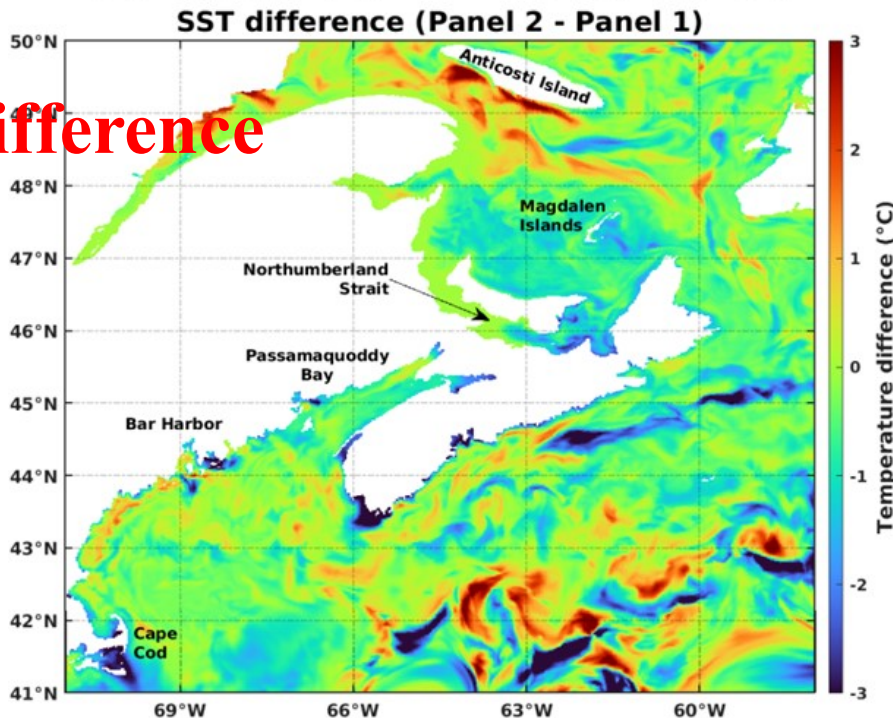 SST difference (Panel 2 - Panel 1)
50°N
49°N
48°N
47°N
46°N
45°N
44°N
43°N
42°N
41°N
69°W
66°W
63°W
60°W
ifference
Anticosti Island
Magdalen
Islands
Northumberland
Strait
Passamaquoddy
Bay
Bar Harbor
Cape
Cod
3
2
1
0
-1
-2
-3
Temperature difference (°C)